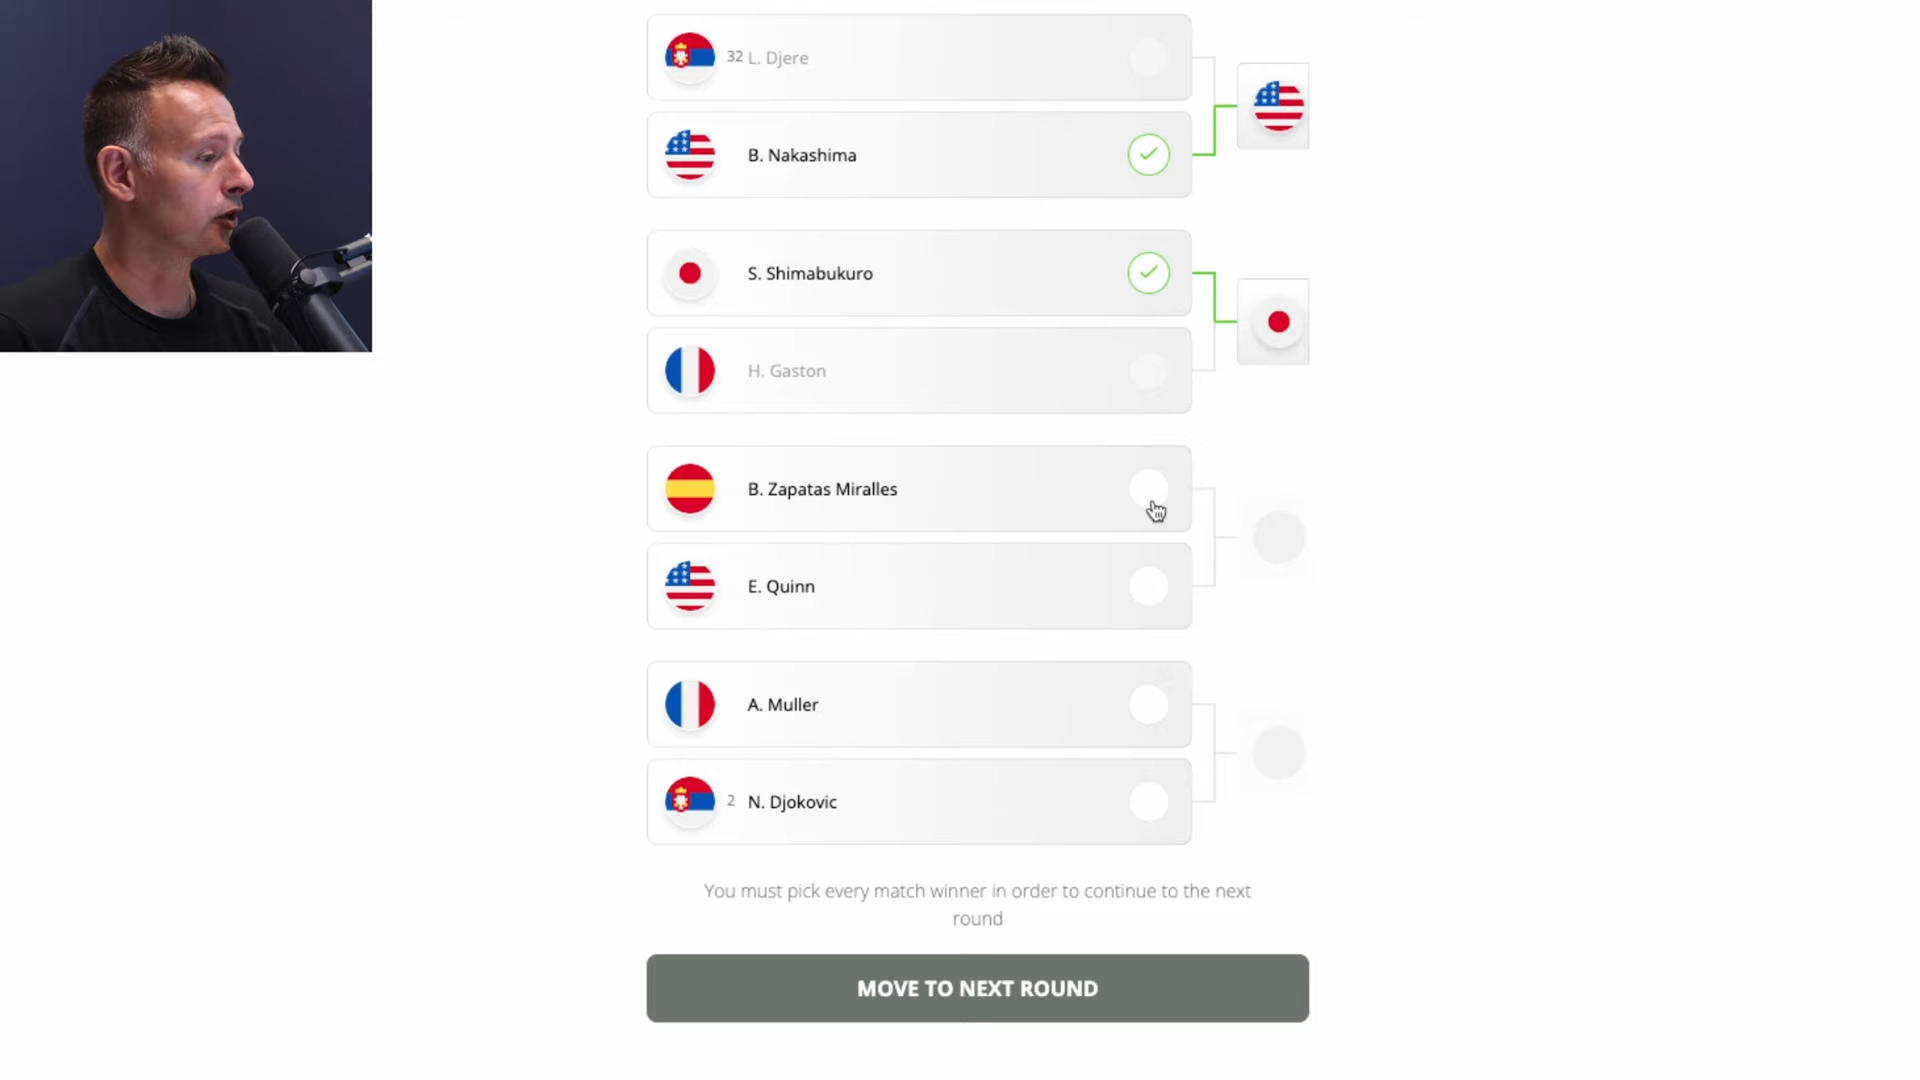 32 L. Djere
B. Nakashima
S. Shimabukuro
H. Gaston
B. Zapatas Miralles
E. Quinn
A. Muller
2 N. Djokovic
You must pick every match winner in order to continue to the next
round
MOVE TO NEXT ROUND